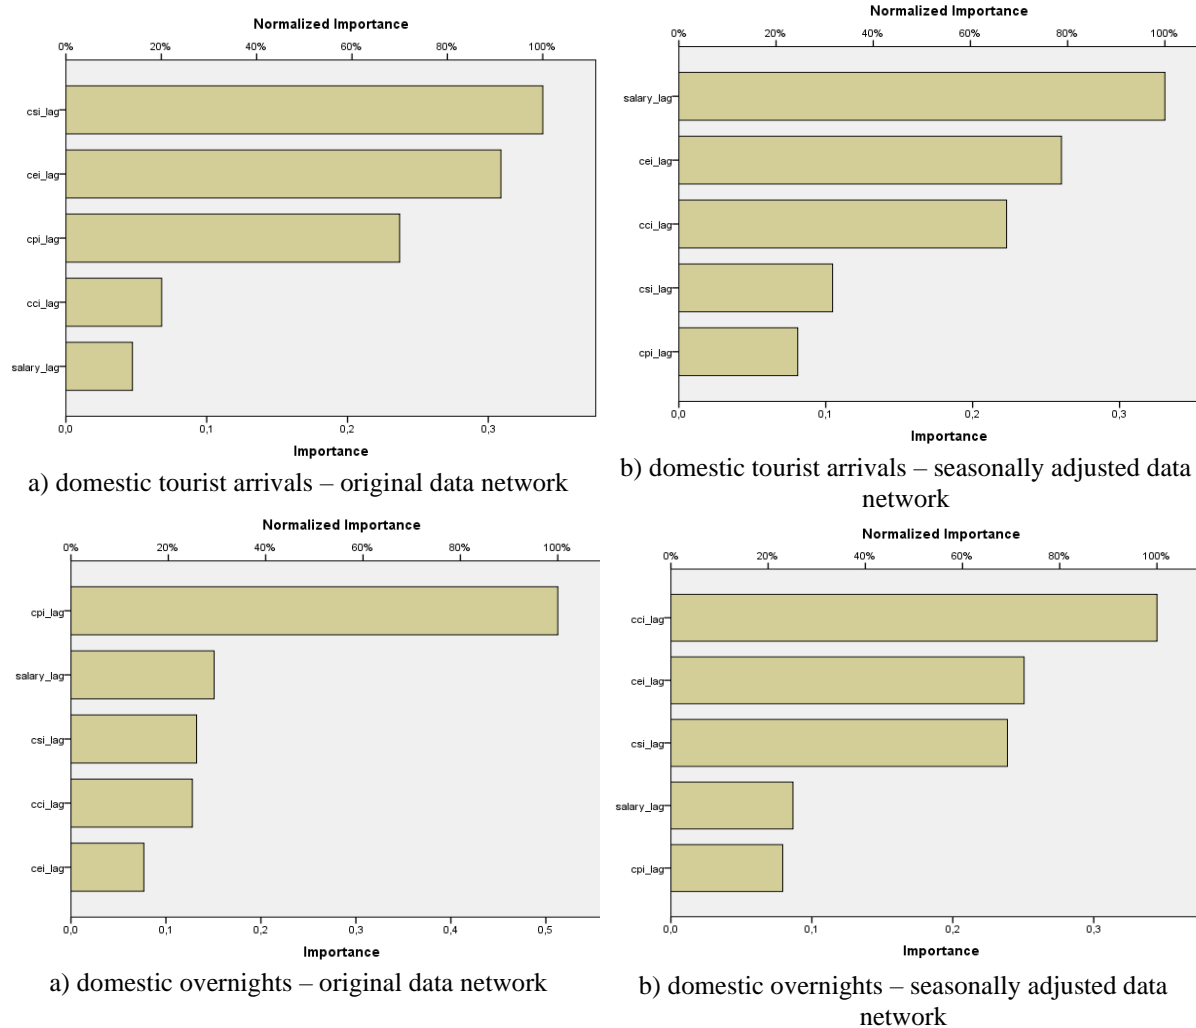 Normalized Importance
0% 20% 40% 60% 80% 100%
csi_lag
cei_lag
cpi_lag
cci_lag
salary_lag
0,0 0,1 0,2 0,3
Importance
a) domestic tourist arrivals – original data network
Normalized Importance
0% 20% 40% 60% 80% 100%
salary_lag
cei_lag
cci_lag
csi_lag
cpi_lag
0,0 0,1 0,2 0,3
Importance
b) domestic tourist arrivals – seasonally adjusted data
network
Normalized Importance
0% 20% 40% 60% 80% 100%
cpi_lag
salary_lag
csi_lag
cci_lag
cei_lag
0,0 0,1 0,2 0,3 0,4 0,5
Importance
a) domestic overnights – original data network
Normalized Importance
0% 20% 40% 60% 80% 100%
cci_lag
cei_lag
csi_lag
salary_lag
cpi_lag
0,0 0,1 0,2 0,3
Importance
b) domestic overnights – seasonally adjusted data
network